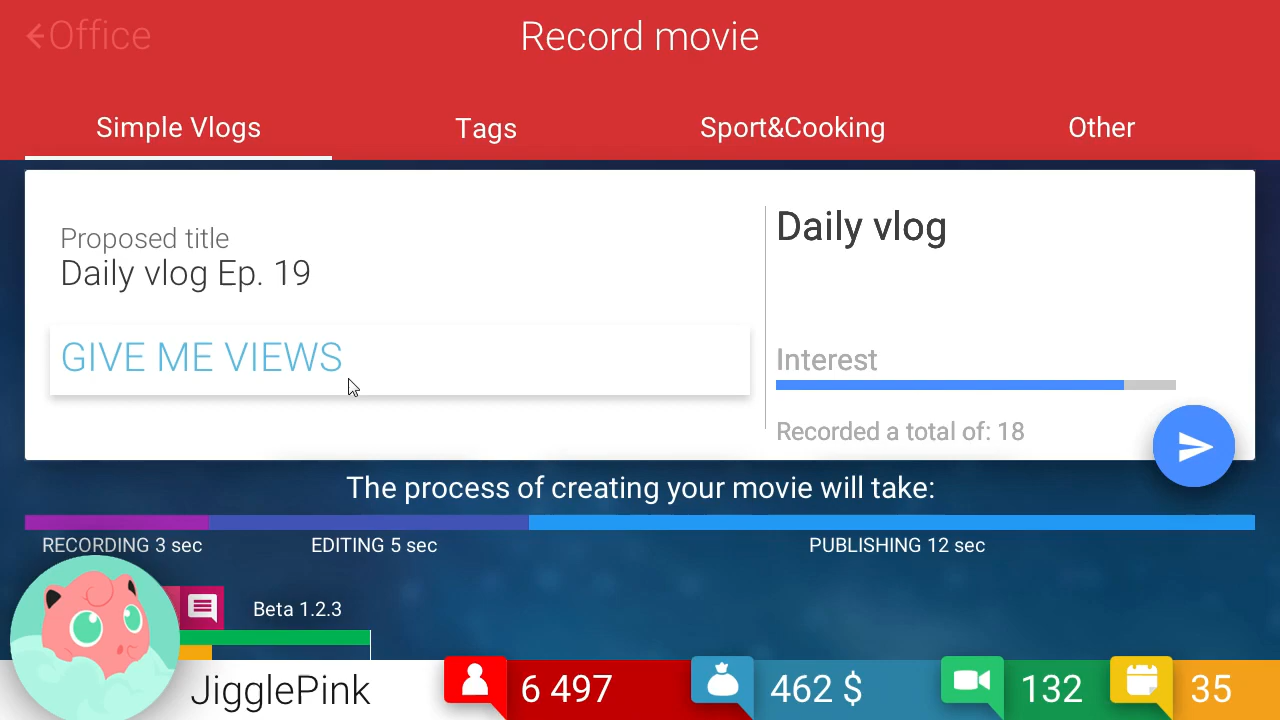 Office
Record movie
Simple Vlogs
Tags
Sport&Cooking
Other
Proposed title
Daily vlog Ep. 19
GIVE ME VIEWS
Daily vlog
Interest
Recorded a total of: 18
The process of creating your movie will take:
RECORDING 3 sec
EDITING 5 sec
PUBLISHING 12 sec
Beta 1.2.3
JigglePink
6 497
462 $
132
35